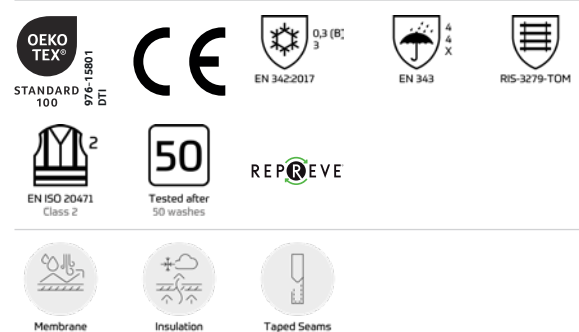 OEKO
TEX®
STANDARD
100
976-15801
DTI
CE
0,3 (B)
3
EN 342:2017
4
4
X
EN 343
RIS-3279-TOM
2
EN ISO 20471
Class 2
50
Tested after
50 washes
REPREVE
Membrane
Insulation
Taped Seams